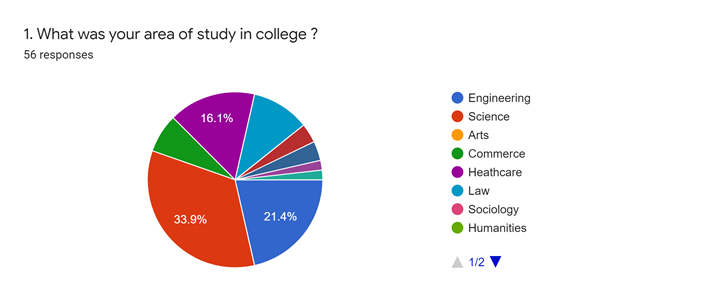 1. What was your area of study in college ?
56 responses
16.1%
33.9%
21.4%
Engineering
Science
Arts
Commerce
Heathcare
Law
Sociology
Humanities
1/2